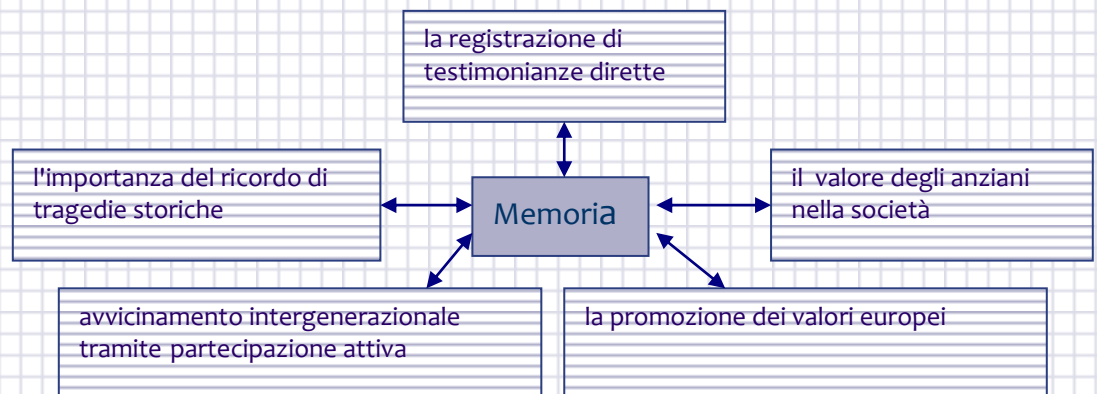 la registrazione di
testimonianze dirette
l'importanza del ricordo di
tragedie storiche
Memoria
il valore degli anziani
nella società
avvicinamento intergenerazionale
tramite partecipazione attiva
la promozione dei valori europei